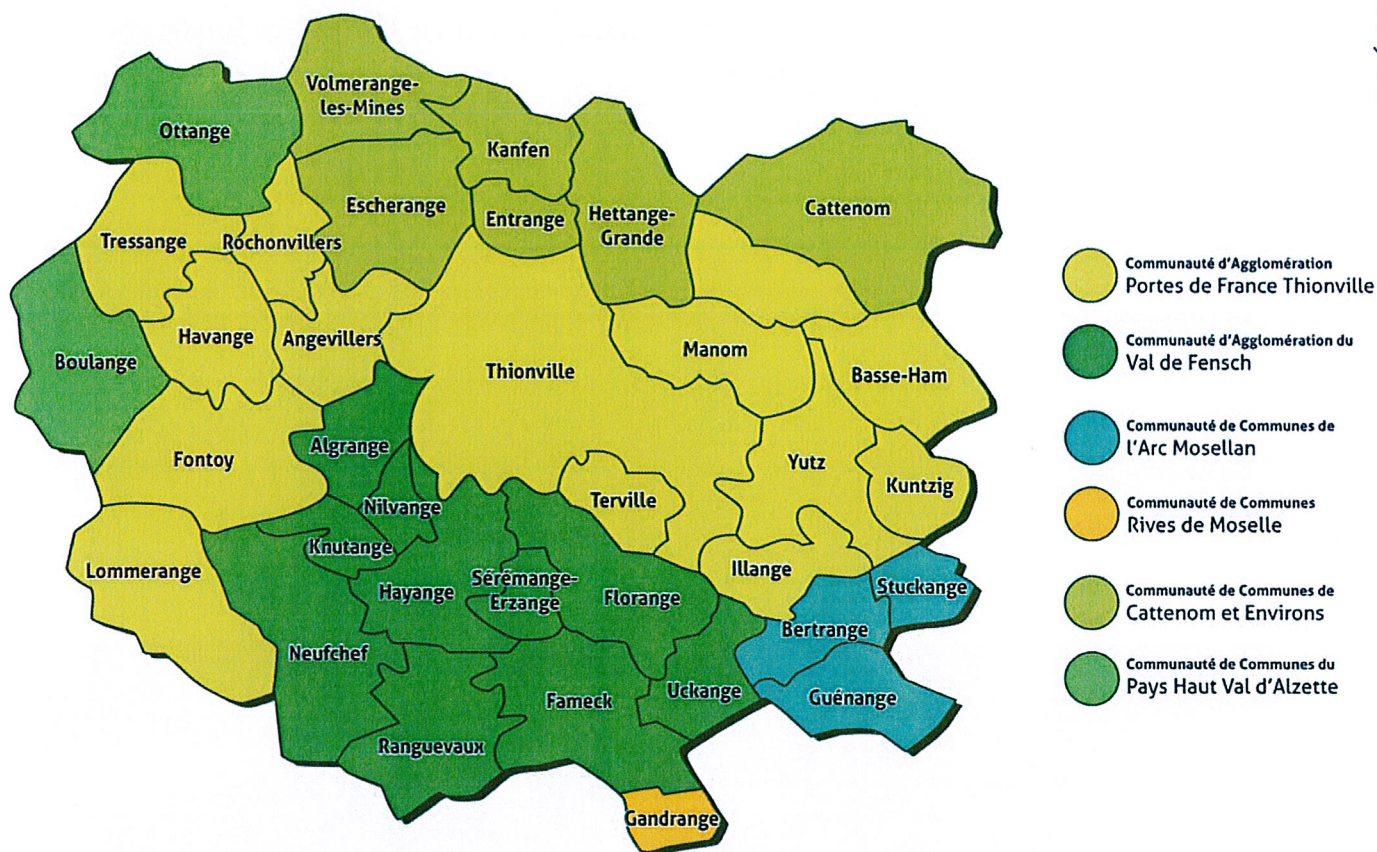 Volmerange-
les-Mines
Ottange
Kanfen
Escherange
Entrange
Hettange-
Grande
Cattenom
Tressange
Rochonvillers
Havange
Angevillers
Boulange
Thionville
Manom
Basse-Ham
Algrange
Fontoy
Nilvange
Terville
Yutz
Kuntzig
Knutange
Lommerange
Hayange
Sérémange-
Erzange
Florange
Illange
Stuckange
Bertrange
Neufchef
Fameck
Uckange
Guénange
Ranguevaux
Gandrange
Communauté d'Agglomération
Portes de France Thionville
Communauté d'Agglomération du
Val de Fensch
Communauté de Communes de
l'Arc Mosellan
Communauté de Communes
Rives de Moselle
Communauté de Communes de
Cattenom et Environs
Communauté de Communes du
Pays Haut Val d'Alzette